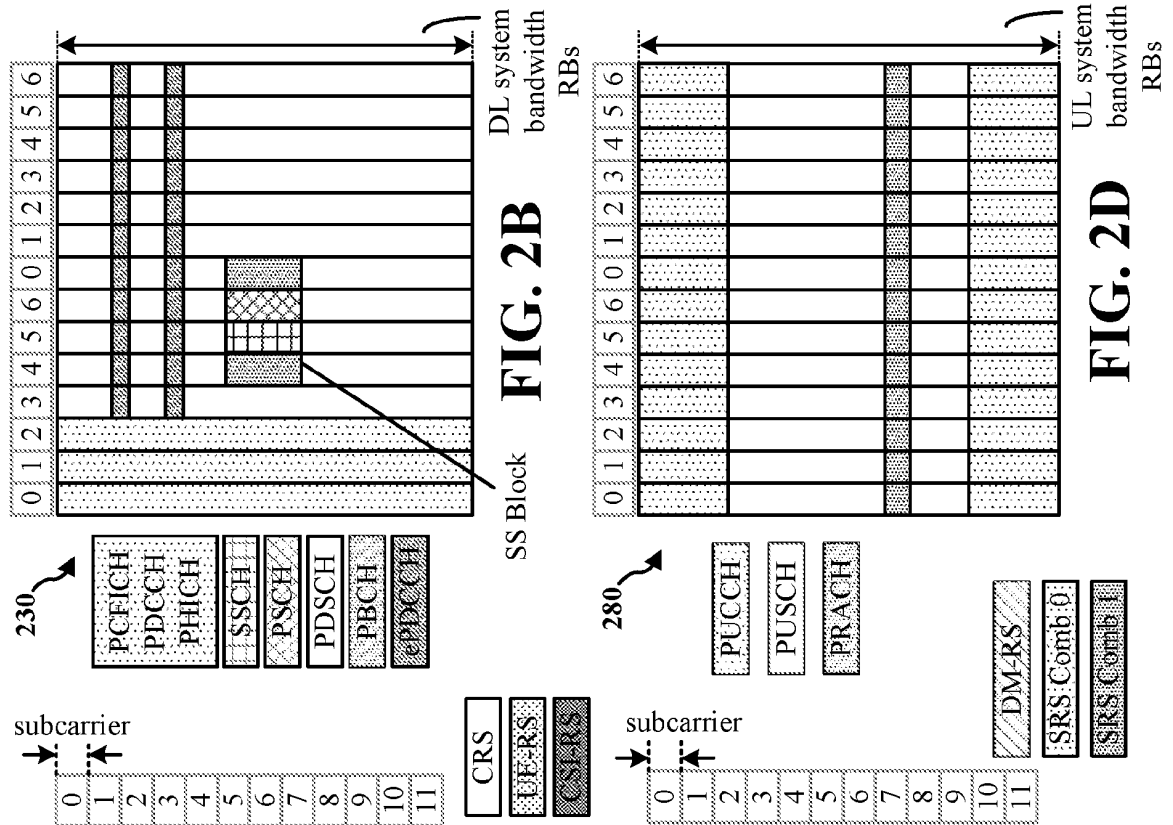 230
PCFICH
PDCCH
PHICH
SSCH
PSCH
PDSCH
PBCH
ePDCCH
0 1 2 3 4 5 6 0 1 2 3 4 5 6
SS Block
DL system
bandwidth
RBs
FIG. 2B
subcarrier
0
1
2
3
4
5
6
7
8
9
10
11
CRS
UE-RS
CSI-RS
280
PUCCH
PUSCH
PRACH
0 1 2 3 4 5 6 0 1 2 3 4 5 6
UL system
bandwidth
RBs
FIG. 2D
subcarrier
0
1
2
3
4
5
6
7
8
9
10
11
DM-RS
SRS Comb 0
SRS Comb 1